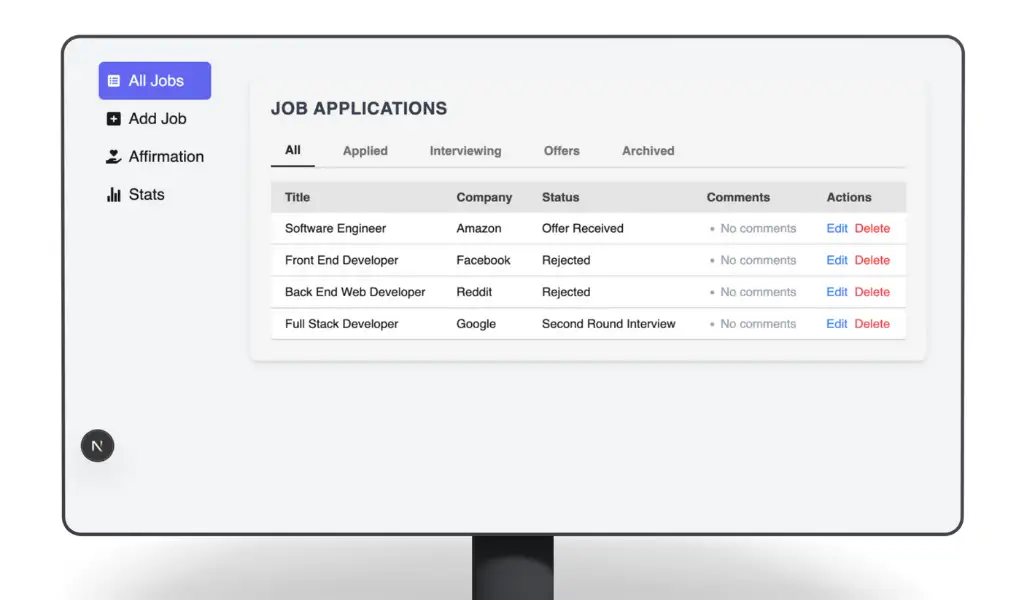 All Jobs
Add Job
Affirmation
Stats
JOB APPLICATIONS
All Applied Interviewing Offers Archived
Title Company Status Comments Actions
Software Engineer Amazon Offer Received • No comments Edit Delete
Front End Developer Facebook Rejected • No comments Edit Delete
Back End Web Developer Reddit Rejected • No comments Edit Delete
Full Stack Developer Google Second Round Interview • No comments Edit Delete
N